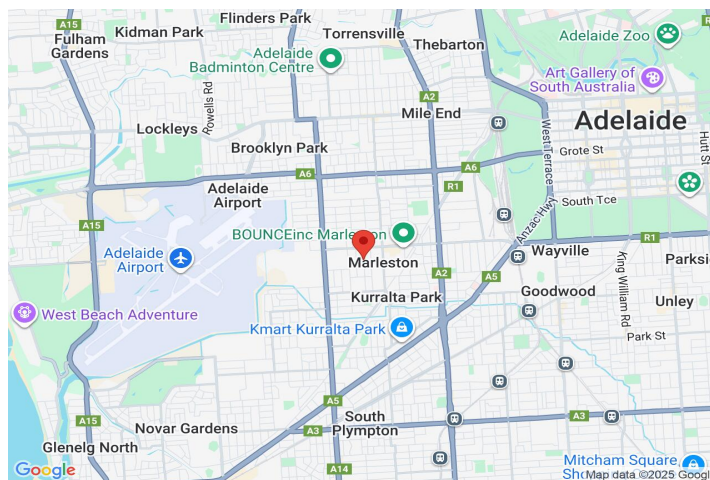 A15
Flinders Park
Kidman Park
Torrensville
Fulham
Gardens
Adelaide
Badminton Centre
Thebarton
Adelaide Zoo
Art Gallery of
South Australia
Rowells Rd
A2
Mile End
Lockleys
West Terrace
Adelaide
Hutt St
Brooklyn Park
Grote St
A6
A6
Adelaide
Airport
R1
South Tce
A15
BOUNCEinc Marleston
Anzac Hwy
R1
Adelaide
Airport
Marleston
A2
A5
Wayville
King William Rd
Parksi
Kurralta Park
Goodwood
Unley
West Beach Adventure
Kmart Kurralta Park
Park St
A5
South
Plympton
A3
A15
Novar Gardens
A3
Glenelg North
A14
Mitcham Square
Google
Map data ©2025 Googl